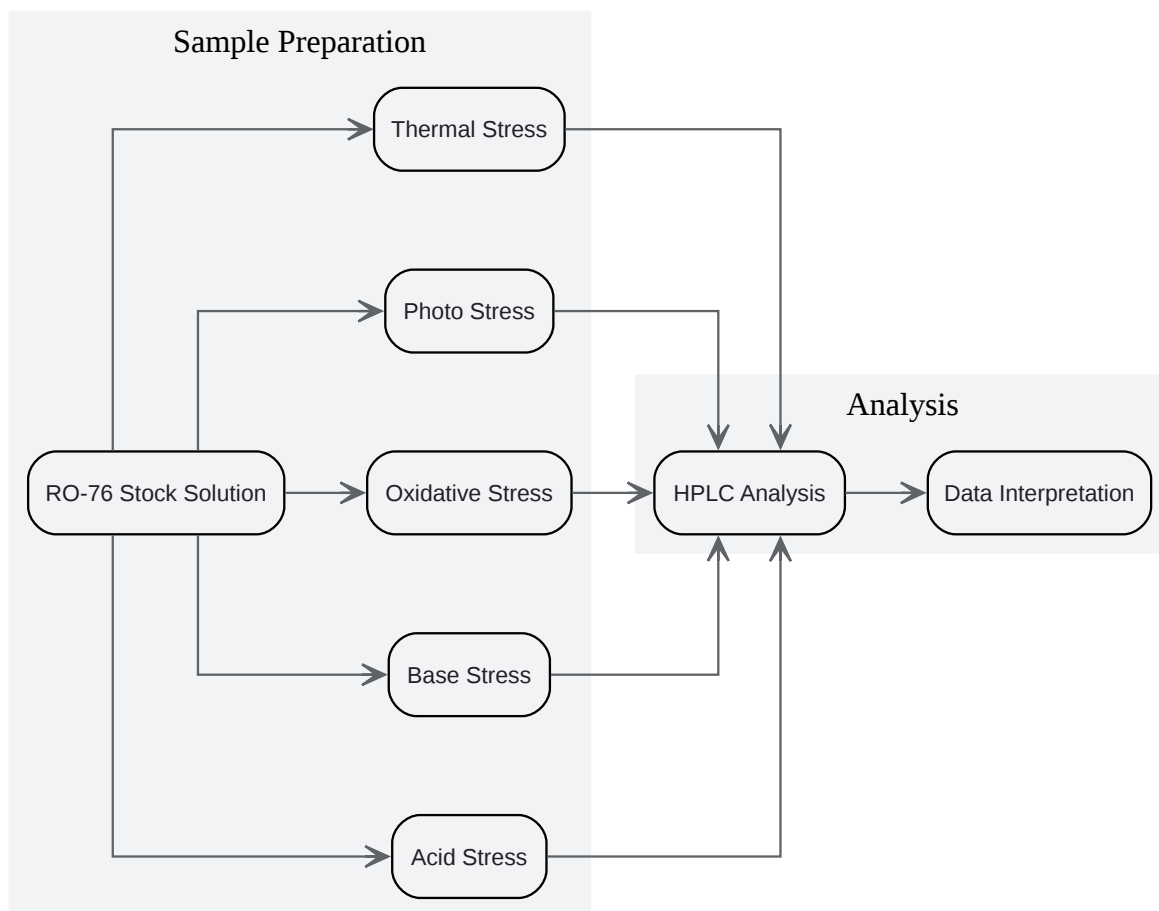 Sample Preparation
Thermal Stress
Photo Stress
Analysis
RO-76 Stock Solution
Oxidative Stress
HPLC Analysis
Data Interpretation
Base Stress
Acid Stress